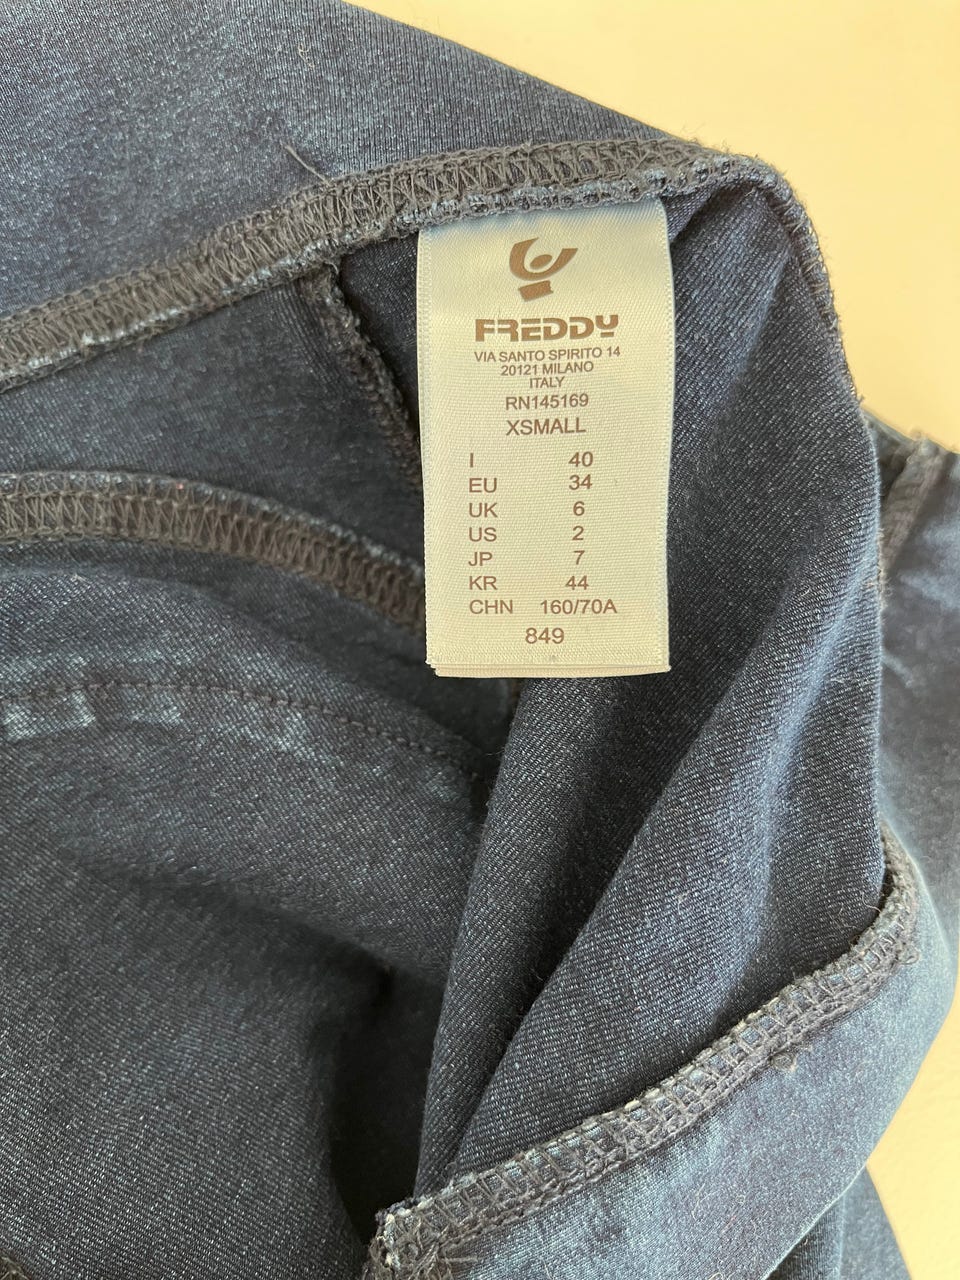 FREDDY
VIA SANTO SPIRITO 14
20121 MILANO
ITALY
RN145169
XSMALL
I 40
EU 34
UK 6
US 2
JP 7
KR 44
CHN 160/70A
849